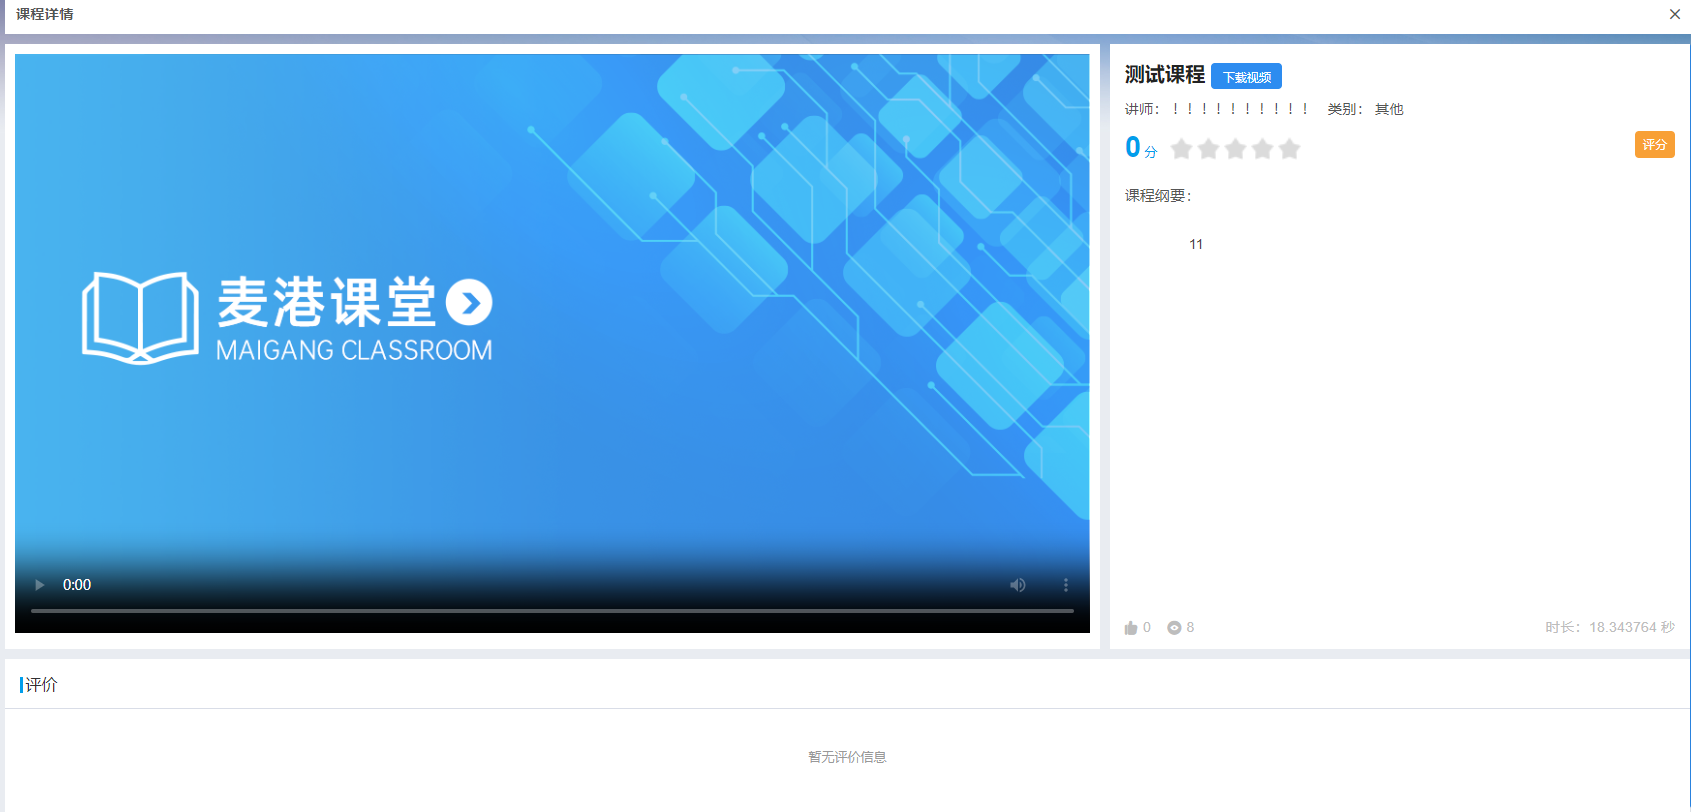 课程详情
麦港课堂
MAIGANG CLASSROOM
0:00
测试课程 下载视频
讲师： ！！！！！！！！！！ 类别： 其他
0 分
评分
课程纲要：
11
0 8 时长：18.343764 秒
评价
暂无评价信息